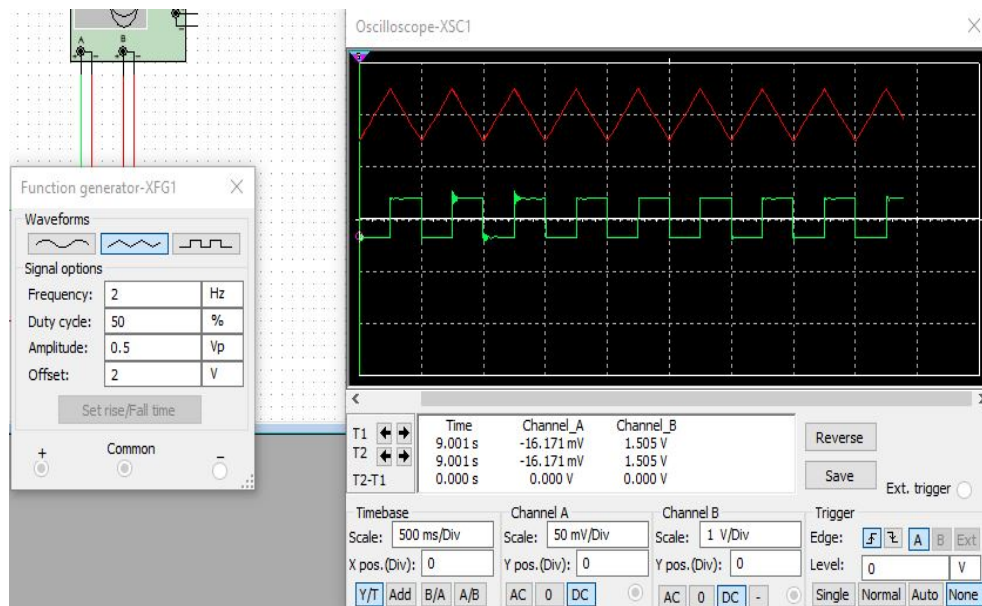 Oscilloscope-XSC1
A B
Function generator-XFG1
Waveforms
Signal options
Frequency: 2 Hz
Duty cycle: 50 %
Amplitude: 0.5 Vp
Offset: 2 V
Set rise/Fall time
+ Common −
T1
T2
T2-T1
Time Channel_A Channel_B
9.001 s -16.171 mV 1.505 V
9.001 s -16.171 mV 1.505 V
0.000 s 0.000 V 0.000 V
Reverse
Save
Ext. trigger
Timebase
Scale: 500 ms/Div
X pos.(Div): 0
Y/T Add B/A A/B
Channel A
Scale: 50 mV/Div
Y pos.(Div): 0
AC 0 DC
Channel B
Scale: 1 V/Div
Y pos.(Div): 0
AC 0 DC -
Trigger
Edge: A B Ext
Level: 0 V
Single Normal Auto None